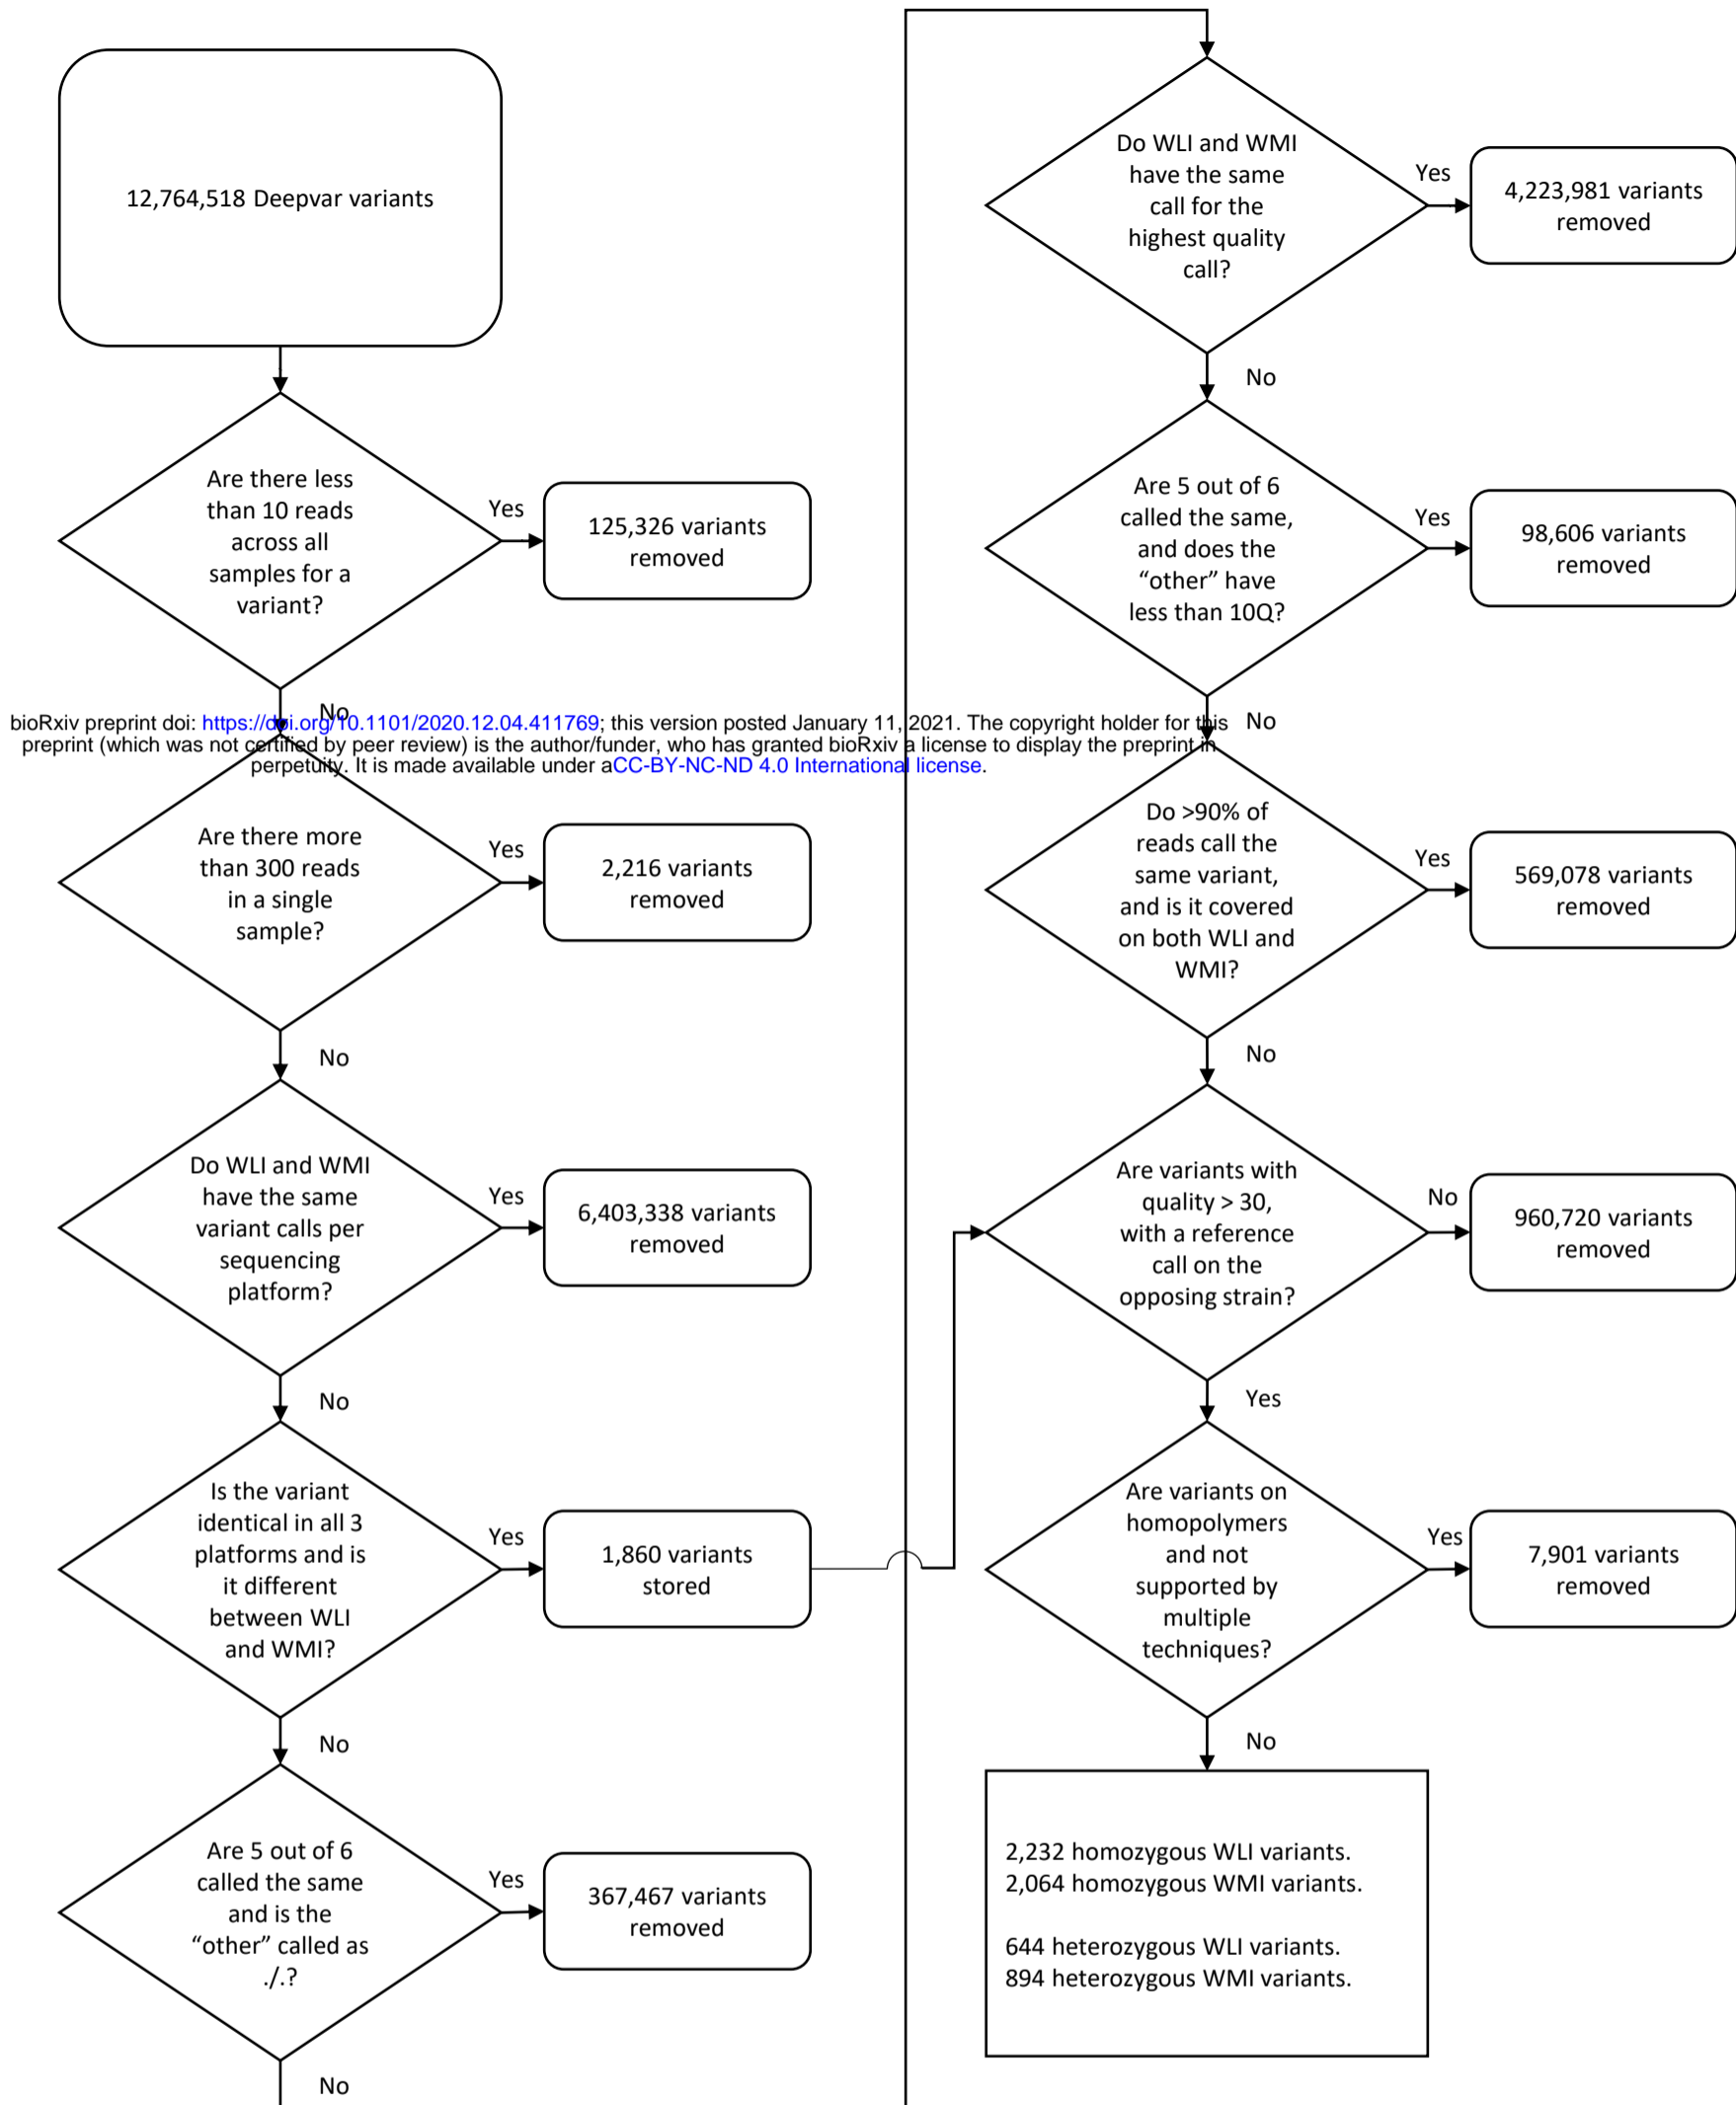 12,764,518 Deepvar variants
Are there less
than 10 reads
across all
samples for a
variant?
Yes
125,326 variants
removed
No
bioRxiv preprint doi: https://doi.org/10.1101/2020.12.04.411769; this version posted January 11, 2021. The copyright holder for this
preprint (which was not certified by peer review) is the author/funder, who has granted bioRxiv a license to display the preprint in
perpetuity. It is made available under aCC-BY-NC-ND 4.0 International license.
Are there more
than 300 reads
in a single
sample?
Yes
2,216 variants
removed
No
Do WLI and WMI
have the same
variant calls per
sequencing
platform?
Yes
6,403,338 variants
removed
No
Is the variant
identical in all 3
platforms and is
it different
between WLI
and WMI?
Yes
1,860 variants
stored
No
Are 5 out of 6
called the same
and is the
“other” called as
./.?
Yes
367,467 variants
removed
No
Do WLI and WMI
have the same
call for the
highest quality
call?
Yes
4,223,981 variants
removed
No
Are 5 out of 6
called the same,
and does the
“other” have
less than 10Q?
Yes
98,606 variants
removed
No
Do >90% of
reads call the
same variant,
and is it covered
on both WLI and
WMI?
Yes
569,078 variants
removed
No
Are variants with
quality > 30,
with a reference
call on the
opposing strain?
No
960,720 variants
removed
Yes
Are variants on
homopolymers
and not
supported by
multiple
techniques?
Yes
7,901 variants
removed
No
2,232 homozygous WLI variants.
2,064 homozygous WMI variants.
644 heterozygous WLI variants.
894 heterozygous WMI variants.